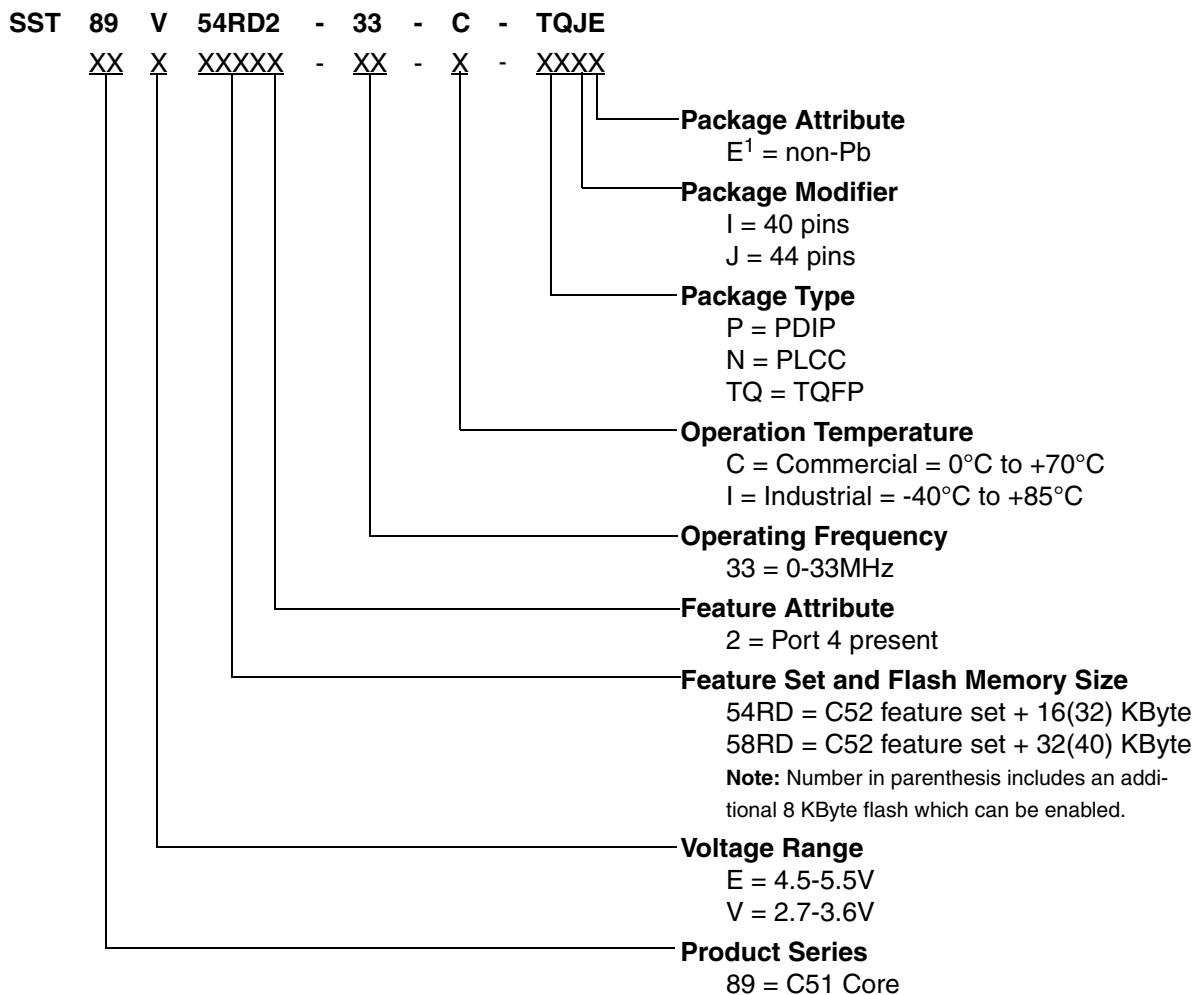 SST 89 V 54RD2 - 33 - C - TQJE
XX X XXXXX - XX - X - XXXX
Package Attribute
E1 = non-Pb
Package Modifier
I = 40 pins
J = 44 pins
Package Type
P = PDIP
N = PLCC
TQ = TQFP
Operation Temperature
C = Commercial = 0°C to +70°C
I = Industrial = -40°C to +85°C
Operating Frequency
33 = 0-33MHz
Feature Attribute
2 = Port 4 present
Feature Set and Flash Memory Size
54RD = C52 feature set + 16(32) KByte
58RD = C52 feature set + 32(40) KByte
Note: Number in parenthesis includes an addi-
tional 8 KByte flash which can be enabled.
Voltage Range
E = 4.5-5.5V
V = 2.7-3.6V
Product Series
89 = C51 Core